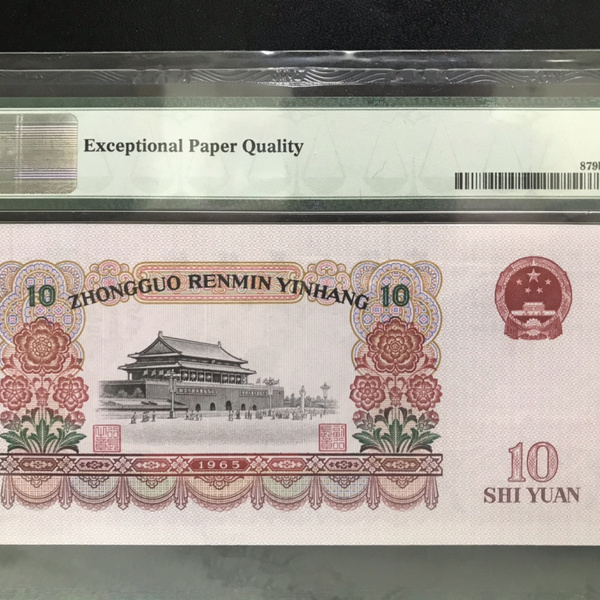 Exceptional Paper Quality
879
10 ZHONGGUO RENMIN YINHANG 10
1965
10
SHI YUAN